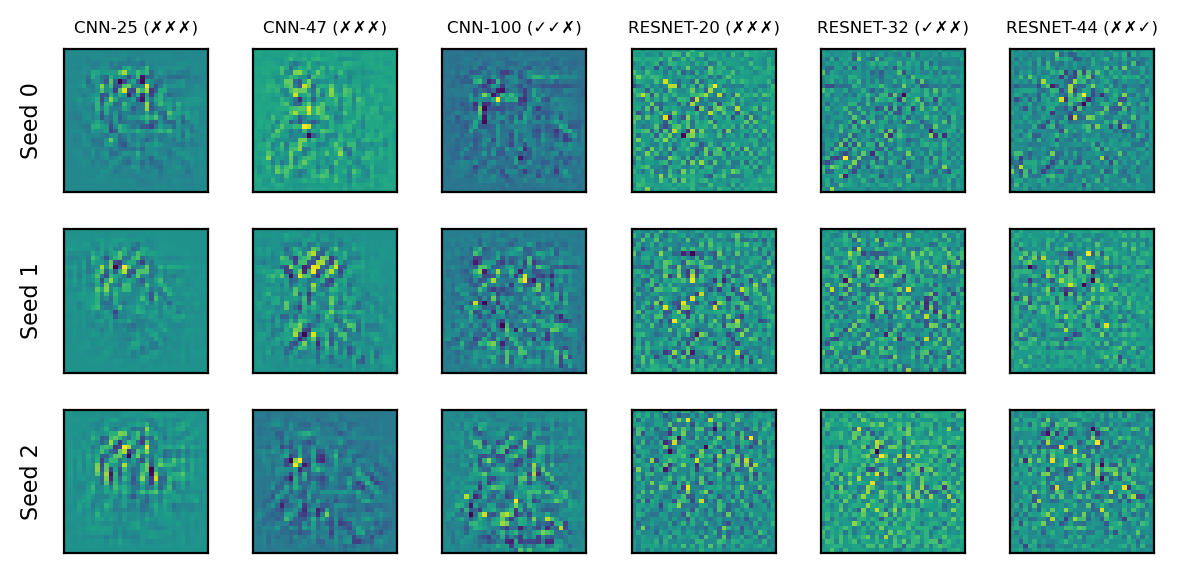 CNN-25 (✗✗✗) CNN-47 (✗✗✗) CNN-100 (✓✓✗) RESNET-20 (✗✗✗) RESNET-32 (✓✗✗) RESNET-44 (✗✗✓)
Seed 0
Seed 1
Seed 2